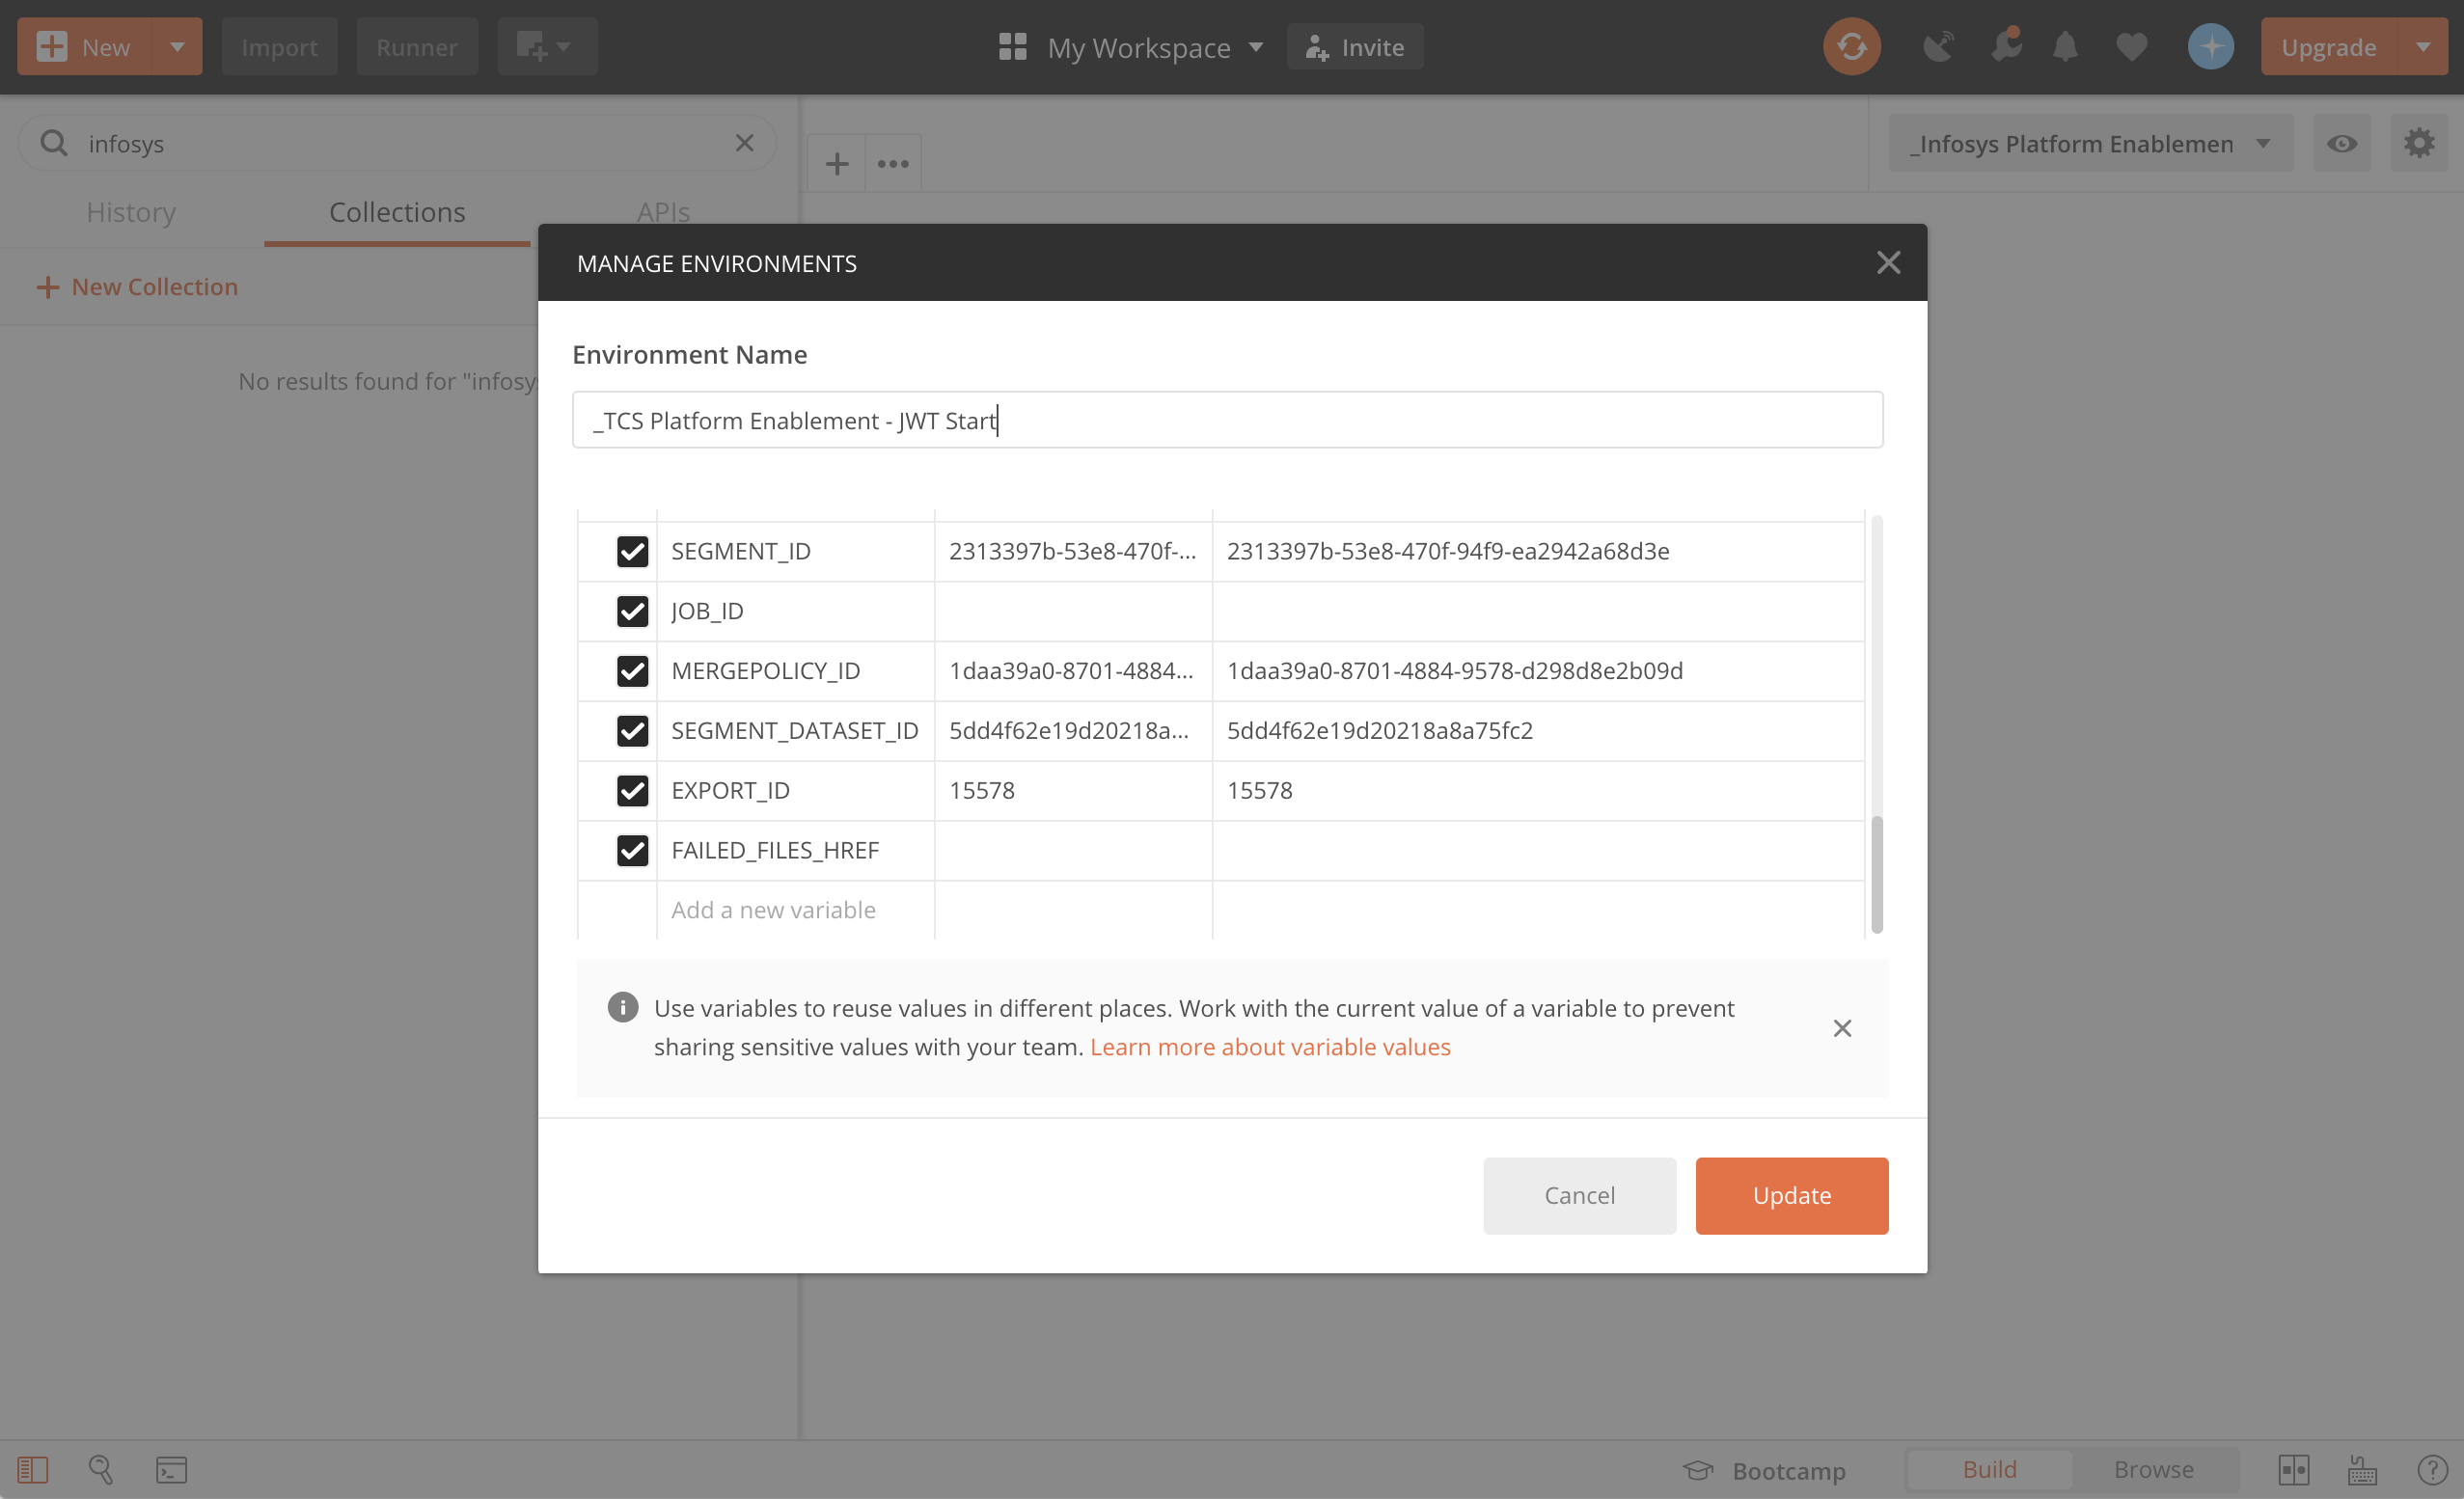 New
Import
Runner
My Workspace
Invite
Upgrade
infosys
_Infosys Platform Enablemen
History
Collections
APIs
New Collection
No results found for "infosys
MANAGE ENVIRONMENTS
Environment Name
_TCS Platform Enablement - JWT Start
SEGMENT_ID 2313397b-53e8-470f-... 2313397b-53e8-470f-94f9-ea2942a68d3e
JOB_ID
MERGEPOLICY_ID 1daa39a0-8701-4884... 1daa39a0-8701-4884-9578-d298d8e2b09d
SEGMENT_DATASET_ID 5dd4f62e19d20218a... 5dd4f62e19d20218a8a75fc2
EXPORT_ID 15578 15578
FAILED_FILES_HREF
Add a new variable
Use variables to reuse values in different places. Work with the current value of a variable to prevent
sharing sensitive values with your team. Learn more about variable values
Cancel
Update
Bootcamp
Build
Browse